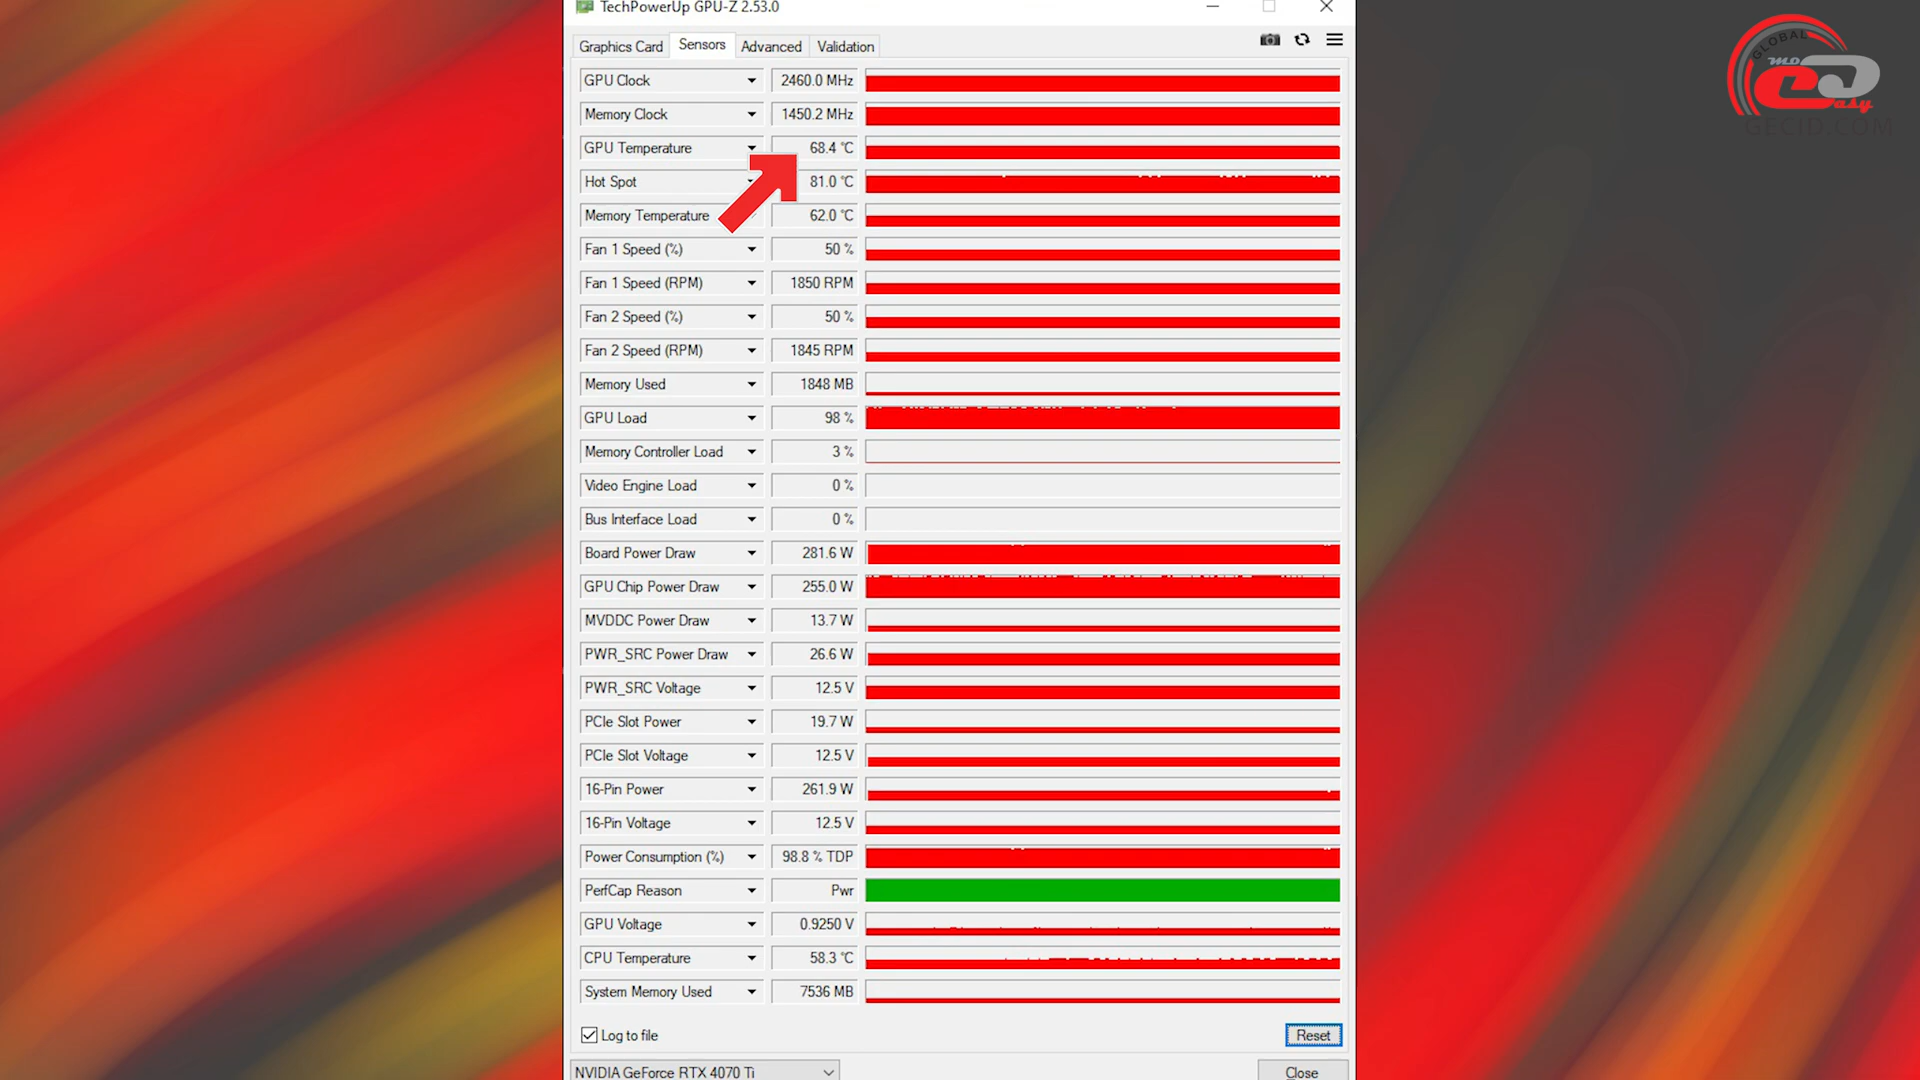 TechPowerUp GPU-Z 2.53.0
Graphics Card Sensors Advanced Validation
GPU Clock 2460.0 MHz
Memory Clock 1450.2 MHz
GPU Temperature 68.4 °C
Hot Spot 81.0 °C
Memory Temperature 62.0 °C
Fan 1 Speed (%) 50 %
Fan 1 Speed (RPM) 1850 RPM
Fan 2 Speed (%) 50 %
Fan 2 Speed (RPM) 1845 RPM
Memory Used 1848 MB
GPU Load 98 %
Memory Controller Load 3 %
Video Engine Load 0 %
Bus Interface Load 0 %
Board Power Draw 281.6 W
GPU Chip Power Draw 255.0 W
MVDDC Power Draw 13.7 W
PWR_SRC Power Draw 26.6 W
PWR_SRC Voltage 12.5 V
PCIe Slot Power 19.7 W
PCIe Slot Voltage 12.5 V
16-Pin Power 261.9 W
16-Pin Voltage 12.5 V
Power Consumption (%) 98.8 % TDP
PerfCap Reason Pwr
GPU Voltage 0.9250 V
CPU Temperature 58.3 °C
System Memory Used 7536 MB
Log to file Reset
NVIDIA GeForce RTX 4070 Ti Close
GLOBAL
GECID.COM